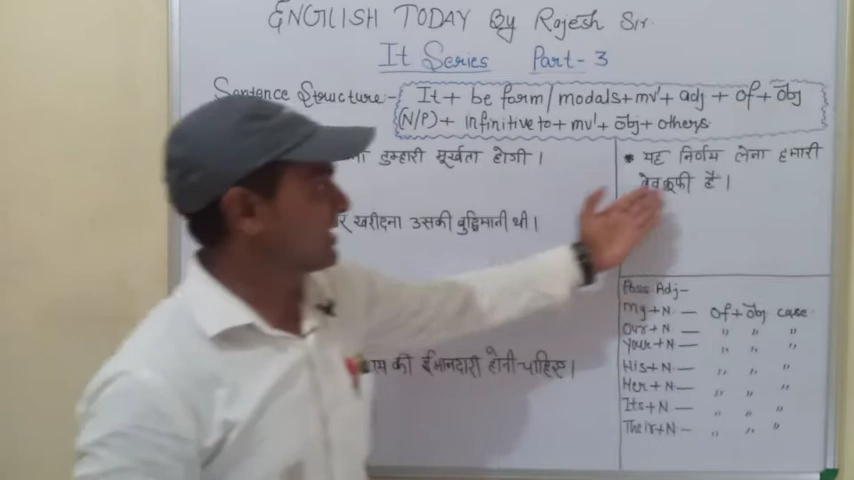 ENGLISH TODAY By Rajesh Sir.
It Series Part-3
Sentence Structure:- It + be form/modals+mv¹+ adj + of+ obj
(N/P)+ infinitive to+ mv¹+ obj+ others.
तुम्हारी मूर्खता होगी ।
खरीदना उसकी बुद्धिमानी थी ।
की ईमानदारी होनी चाहिए ।
• यह निर्णय लेना हमारी
बेवकूफी है ।
Poss Adj-
My+N — Of+obj case
Our+N — " " "
Your+N — " " "
His+N — " " "
Her+N — " " "
Its+N — " " "
Their+N — " " "